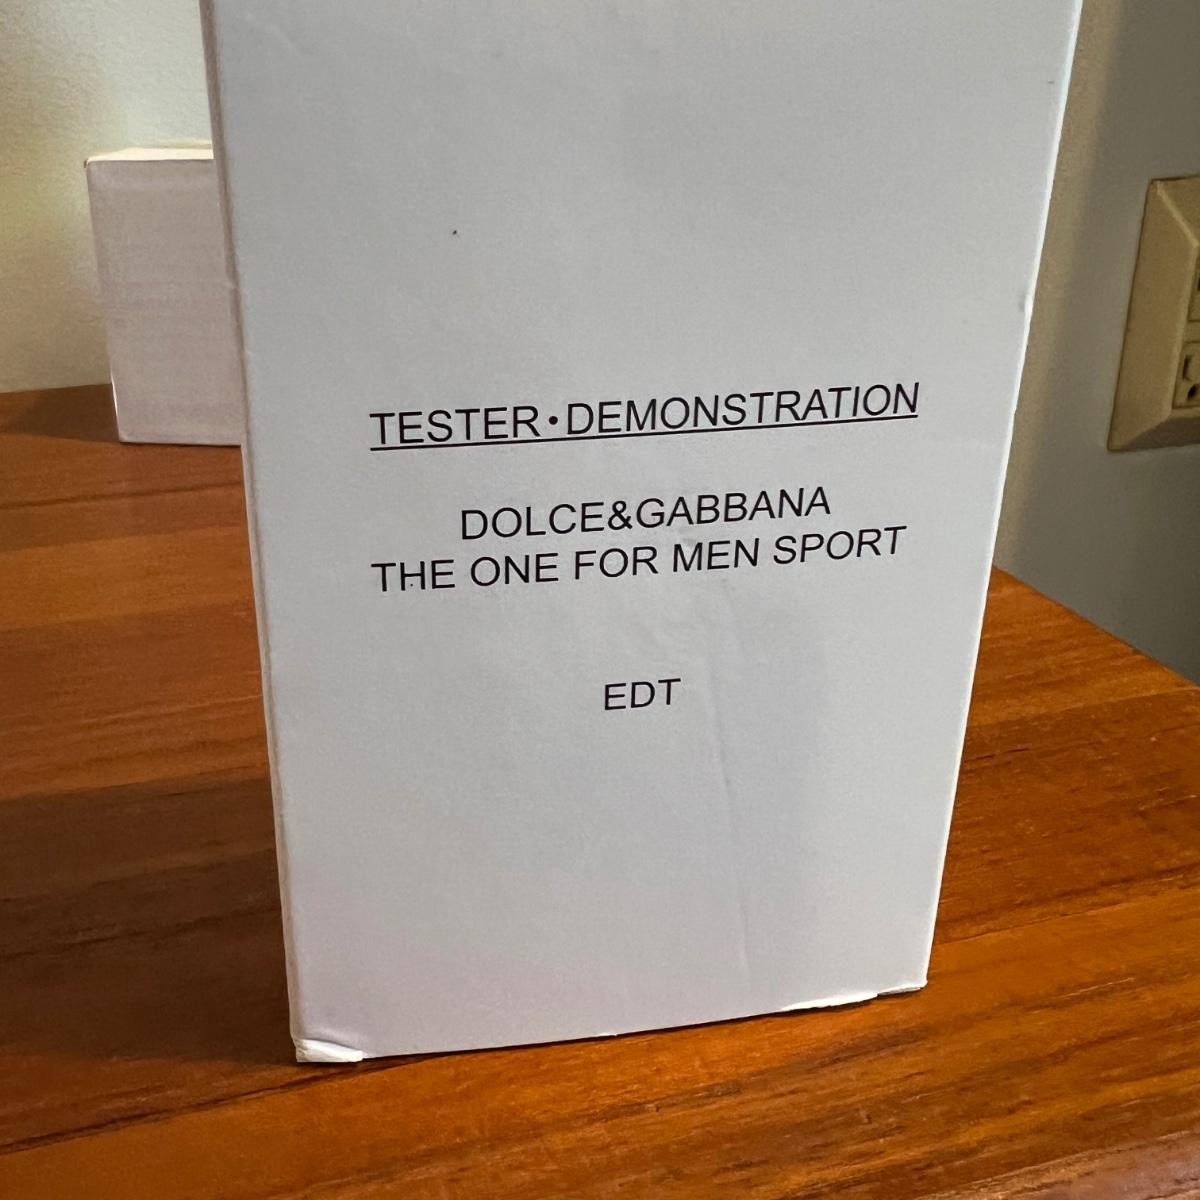 TESTER•DEMONSTRATION
DOLCE&GABBANA
THE ONE FOR MEN SPORT
EDT